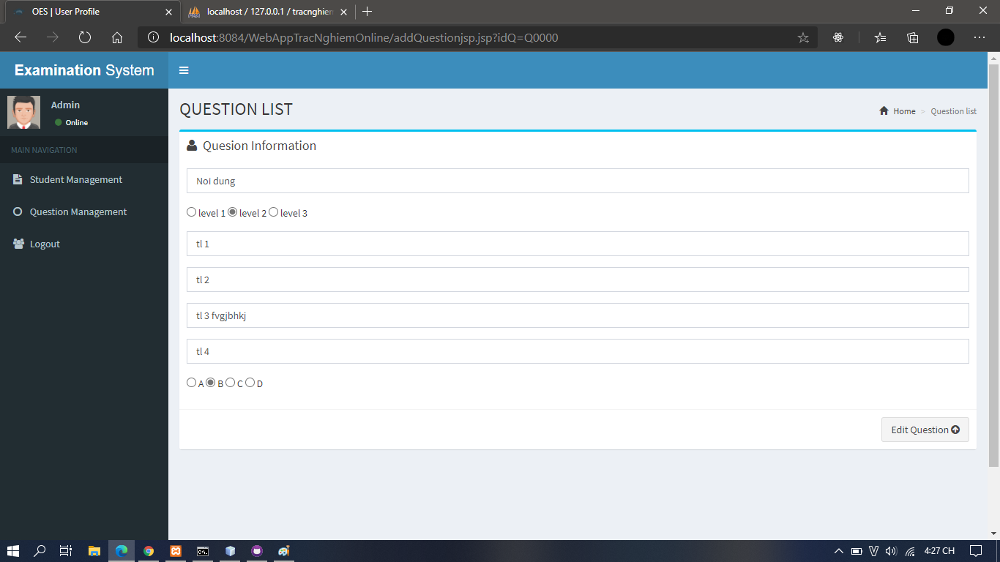 OES | User Profile
localhost / 127.0.0.1 / tracnghien
localhost:8084/WebAppTracNghiemOnline/addQuestionjsp.jsp?idQ=Q0000
Examination System
Admin
Online
MAIN NAVIGATION
Student Management
Question Management
Logout
QUESTION LIST
Home > Question list
Quesion Information
Noi dung
level 1 level 2 level 3
tl 1
tl 2
tl 3 fvgjbhkj
tl 4
A B C D
Edit Question
4:27 CH